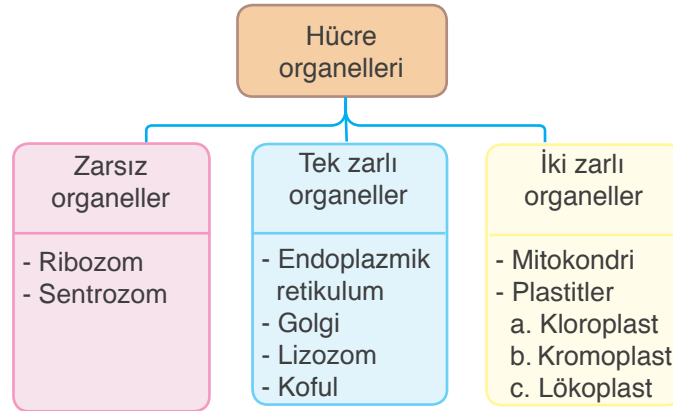 Hücre
organelleri
Zarsız
organeller
- Ribozom
- Sentrozom
Tek zarlı
organeller
- Endoplazmik
retikulum
- Golgi
- Lizozom
- Koful
İki zarlı
organeller
- Mitokondri
- Plastitler
a. Kloroplast
b. Kromoplast
c. Lökoplast